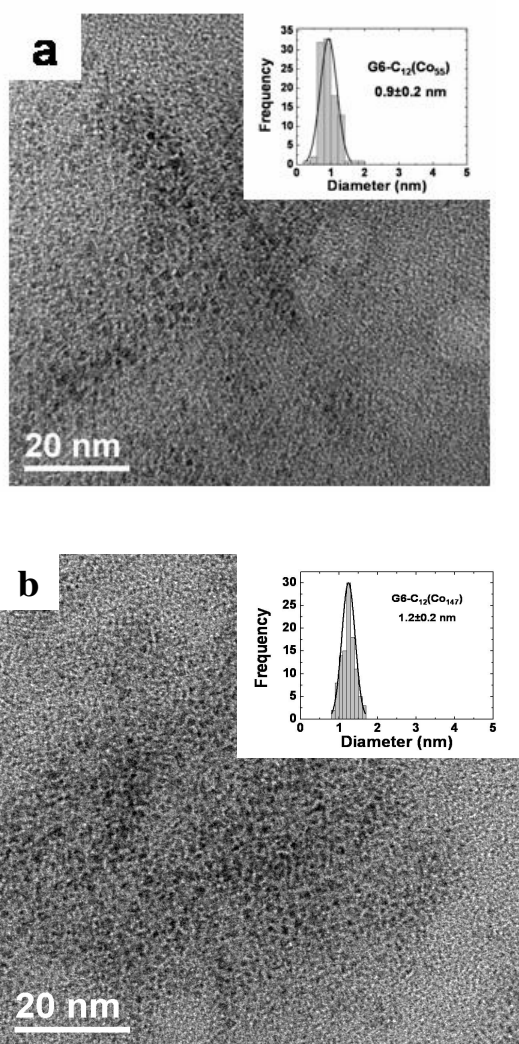 a
35
30
25
20
15
10
5
0
Frequency
G6-C₁₂(Co₅₅)
0.9±0.2 nm
0 1 2 3 4 5
Diameter (nm)
20 nm
b
30
25
20
15
10
5
0
Frequency
G6-C₁₂(Co₁₄₇)
1.2±0.2 nm
0 1 2 3 4 5
Diameter (nm)
20 nm